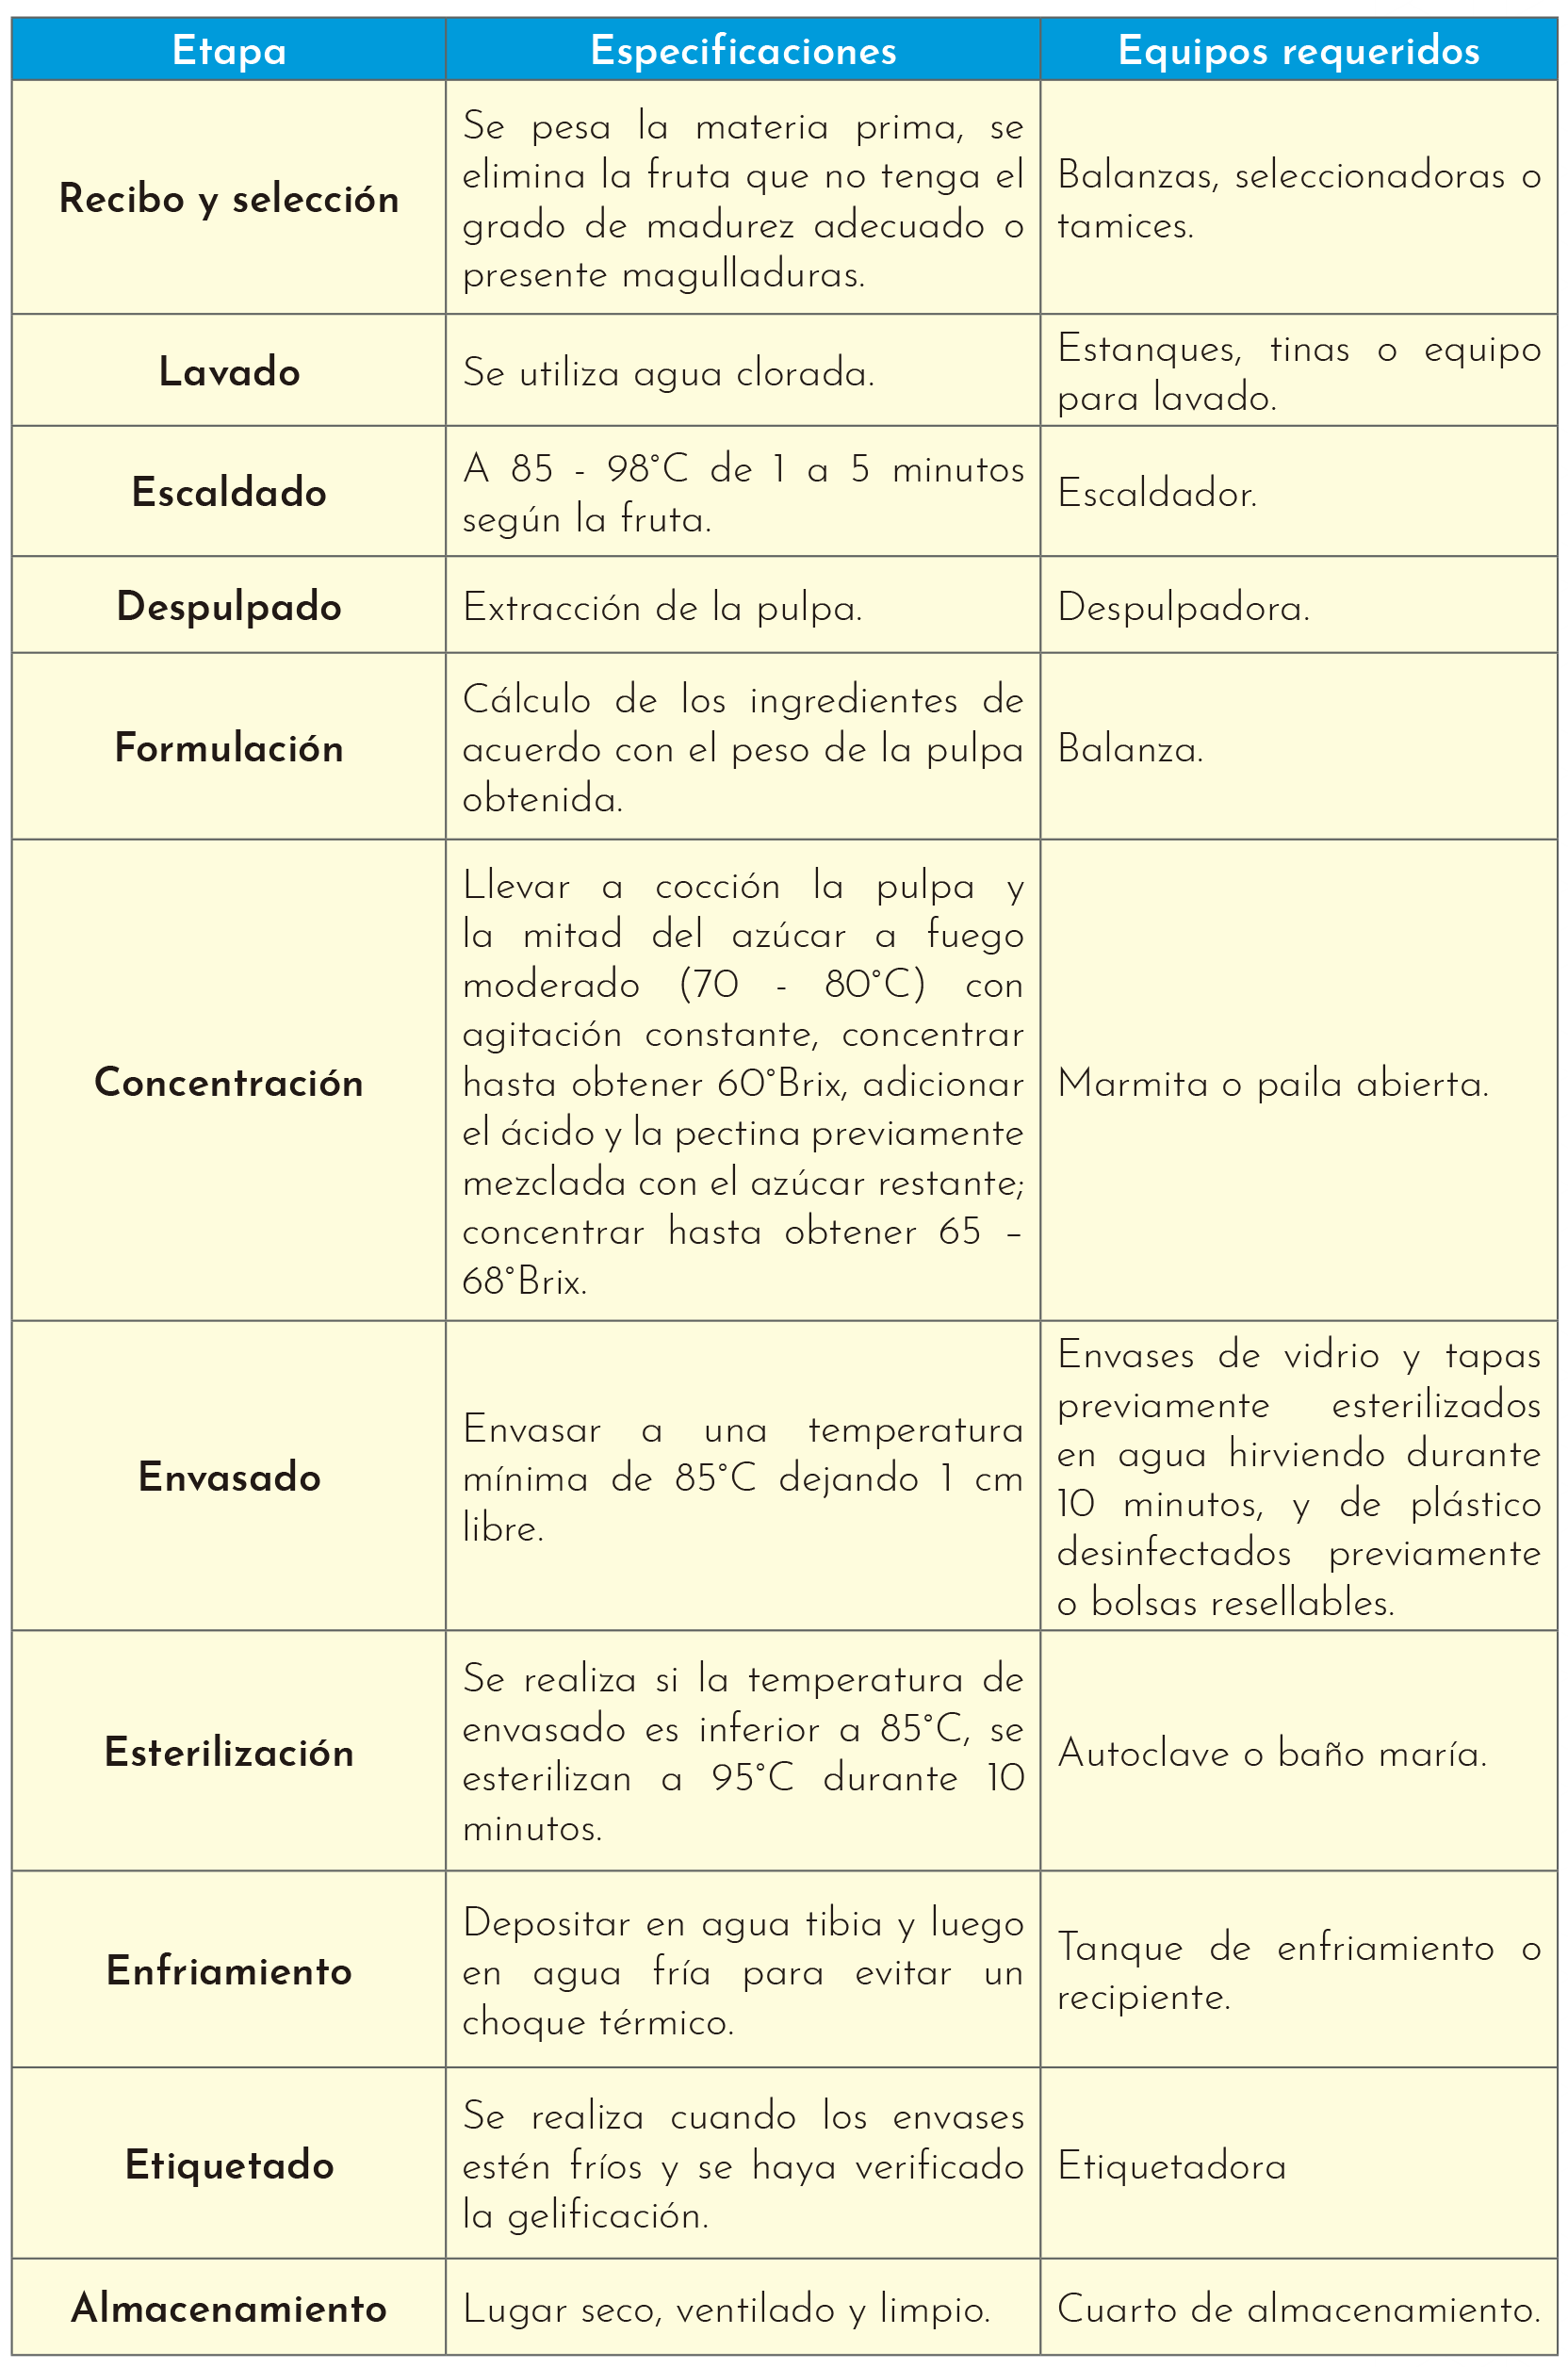 Etapa
Especificaciones
Equipos requeridos
Recibo y selección
Se pesa la materia prima, se
elimina la fruta que no tenga el
grado de madurez adecuado o
presente magulladuras.
Balanzas, seleccionadoras o
tamices.
Lavado
Se utiliza agua clorada.
Estanques, tinas o equipo
para lavado.
Escaldado
A 85 - 98°C de 1 a 5 minutos
según la fruta.
Escaldador.
Despulpado
Extracción de la pulpa.
Despulpadora.
Formulación
Cálculo de los ingredientes de
acuerdo con el peso de la pulpa
obtenida.
Balanza.
Concentración
Llevar a cocción la pulpa y
la mitad del azúcar a fuego
moderado (70 - 80°C) con
agitación constante, concentrar
hasta obtener 60°Brix, adicionar
el ácido y la pectina previamente
mezclada con el azúcar restante;
concentrar hasta obtener 65 –
68°Brix.
Marmita o paila abierta.
Envasado
Envasar a una temperatura
mínima de 85°C dejando 1 cm
libre.
Envases de vidrio y tapas
previamente esterilizados
en agua hirviendo durante
10 minutos, y de plástico
desinfectados previamente
o bolsas resellables.
Esterilización
Se realiza si la temperatura de
envasado es inferior a 85°C, se
esterilizan a 95°C durante 10
minutos.
Autoclave o baño maría.
Enfriamiento
Depositar en agua tibia y luego
en agua fría para evitar un
choque térmico.
Tanque de enfriamiento o
recipiente.
Etiquetado
Se realiza cuando los envases
estén fríos y se haya verificado
la gelificación.
Etiquetadora
Almacenamiento
Lugar seco, ventilado y limpio.
Cuarto de almacenamiento.